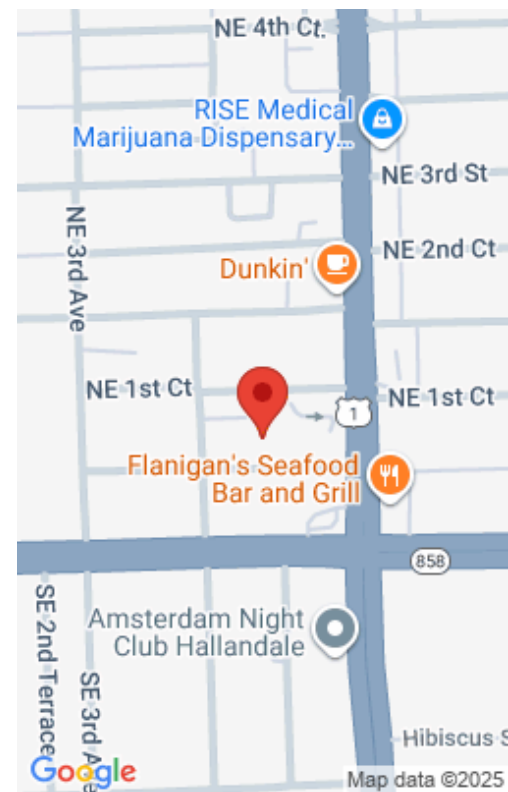 NE 4th Ct.
RISE Medical
Marijuana Dispensary...
NE 3rd St
NE 3rd Ave
NE 2nd Ct
Dunkin'
NE 1st Ct
1
NE 1st Ct
Flanigan's Seafood
Bar and Grill
858
SE 2nd Terrace
Amsterdam Night
Club Hallandale
SE 3rd A
Hibiscus S
Google
Map data ©2025